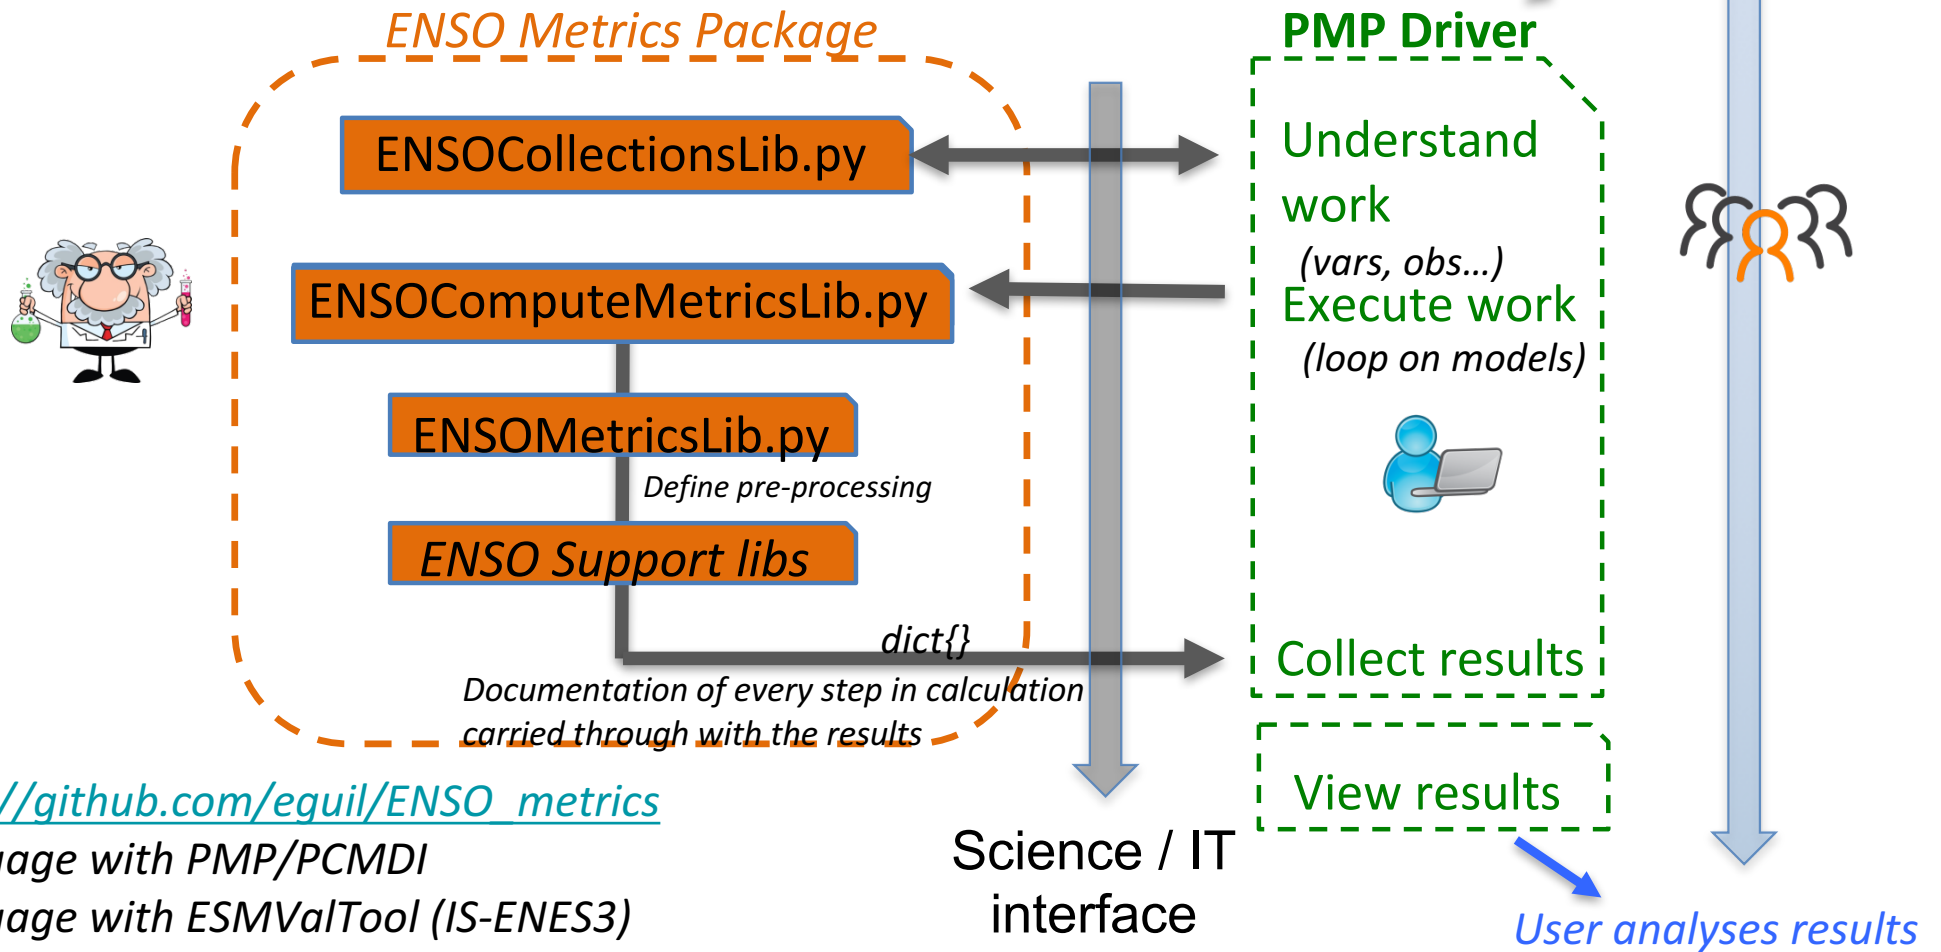 ENSO Metrics Package
PMP Driver
ENSOCollectionsLib.py
Understand
work
(vars, obs...)
ENSOComputeMetricsLib.py
Execute work
(loop on models)
ENSOMetricsLib.py
Define pre-processing
ENSO Support libs
dict{}
Collect results
Documentation of every step in calculation
carried through with the results
View results
//github.com/eguil/ENSO_metrics
with PMP/PCMDI
with ESMValTool (IS-ENES3)
Science / IT
interface
User analyses results